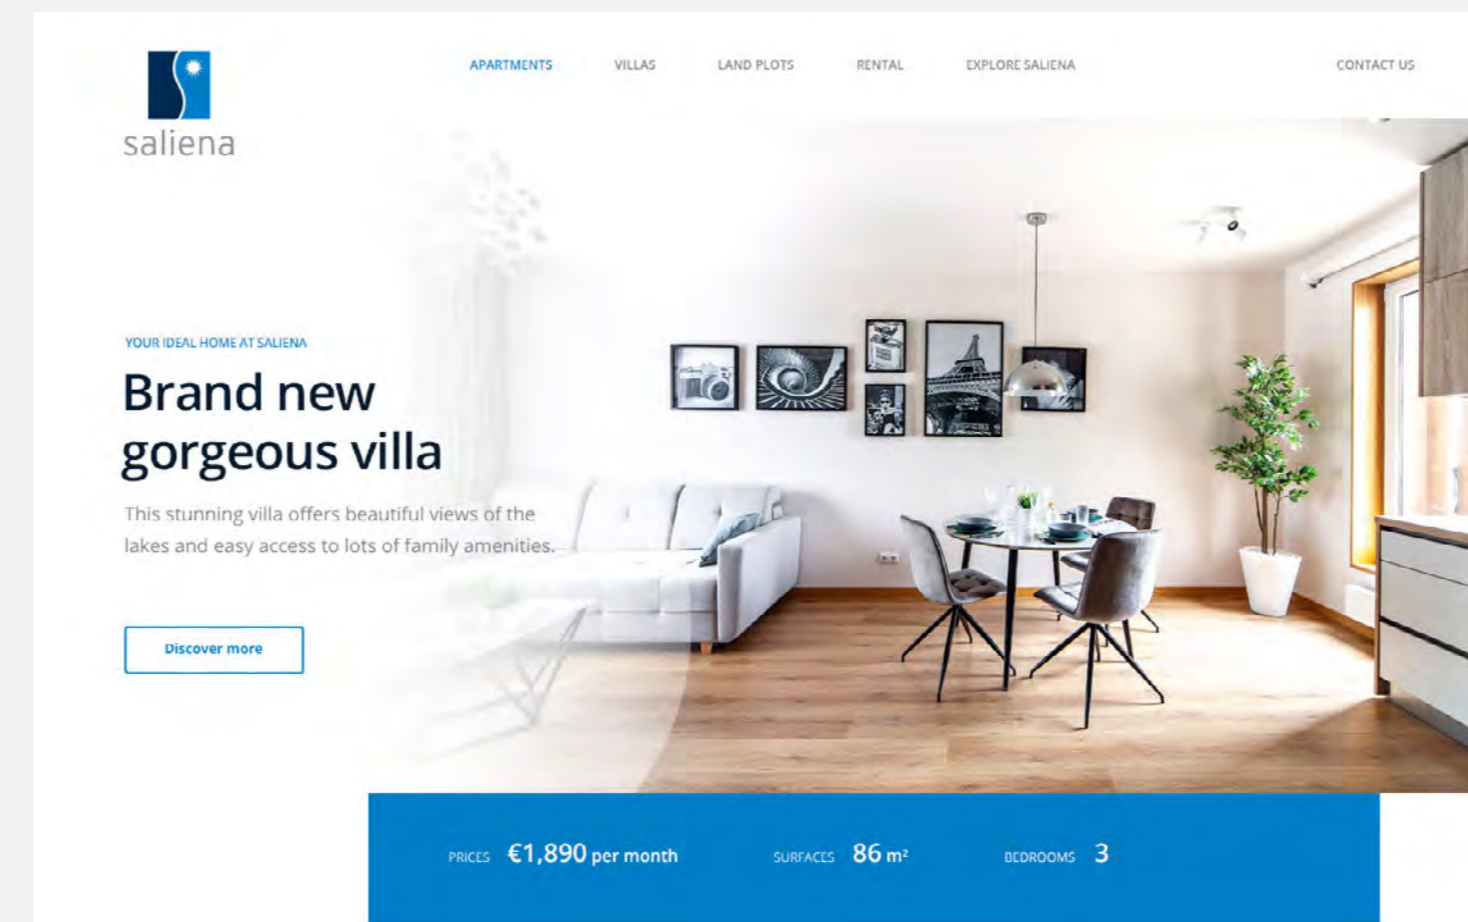 saliena
APARTMENTS VILLAS LAND PLOTS RENTAL EXPLORE SALIENA CONTACT US
YOUR IDEAL HOME AT SALIENA
Brand new
gorgeous villa
This stunning villa offers beautiful views of the
lakes and easy access to lots of family amenities.
Discover more
PRICES €1,890 per month SURFACES 86 m² BEDROOMS 3